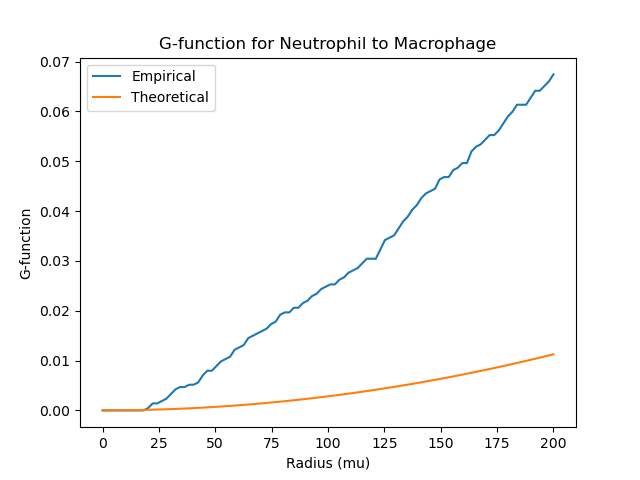 G-function for Neutrophil to Macrophage
Empirical
Theoretical
0.07
0.06
0.05
0.04
0.03
0.02
0.01
0.00
G-function
0 25 50 75 100 125 150 175 200
Radius (mu)